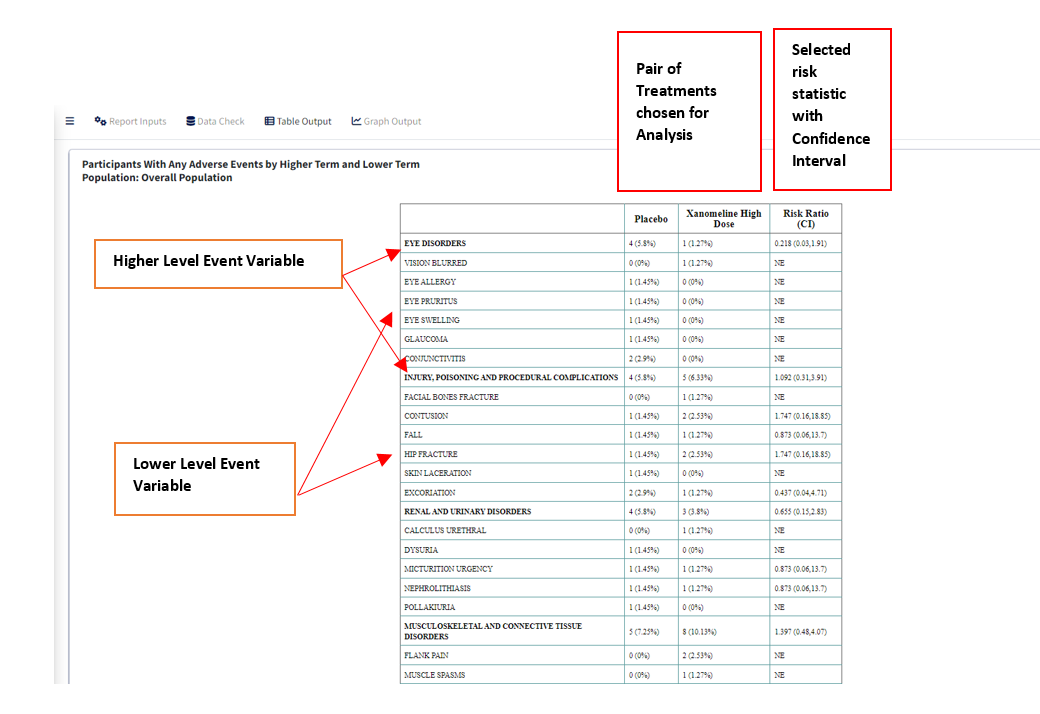 Pair of
Treatments
chosen for
Analysis
Selected
risk
statistic
with
Confidence
Interval
Report Inputs Data Check Table Output Graph Output
Participants With Any Adverse Events by Higher Term and Lower Term
Population: Overall Population
Higher Level Event Variable
Lower Level Event
Variable
Placebo Xanomeline High Dose Risk Ratio (CI)
EYE DISORDERS 4 (5.8%) 1 (1.27%) 0.218 (0.03,1.91)
VISION BLURRED 0 (0%) 1 (1.27%) NE
EYE ALLERGY 1 (1.45%) 0 (0%) NE
EYE PRURITUS 1 (1.45%) 0 (0%) NE
EYE SWELLING 1 (1.45%) 0 (0%) NE
GLAUCOMA 1 (1.45%) 0 (0%) NE
CONJUNCTIVITIS 2 (2.9%) 0 (0%) NE
INJURY, POISONING AND PROCEDURAL COMPLICATIONS 4 (5.8%) 5 (6.33%) 1.092 (0.31,3.91)
FACIAL BONES FRACTURE 0 (0%) 1 (1.27%) NE
CONTUSION 1 (1.45%) 2 (2.53%) 1.747 (0.16,18.85)
FALL 1 (1.45%) 1 (1.27%) 0.873 (0.06,13.7)
HIP FRACTURE 1 (1.45%) 2 (2.53%) 1.747 (0.16,18.85)
SKIN LACERATION 1 (1.45%) 0 (0%) NE
EXCORIATION 2 (2.9%) 1 (1.27%) 0.437 (0.04,4.71)
RENAL AND URINARY DISORDERS 4 (5.8%) 3 (3.8%) 0.655 (0.15,2.83)
CALCULUS URETHRAL 0 (0%) 1 (1.27%) NE
DYSURIA 1 (1.45%) 0 (0%) NE
MICTURITION URGENCY 1 (1.45%) 1 (1.27%) 0.873 (0.06,13.7)
NEPHROLITHIASIS 1 (1.45%) 1 (1.27%) 0.873 (0.06,13.7)
POLLAKIURIA 1 (1.45%) 0 (0%) NE
MUSCULOSKELETAL AND CONNECTIVE TISSUE
DISORDERS 5 (7.25%) 8 (10.13%) 1.397 (0.48,4.07)
FLANK PAIN 0 (0%) 2 (2.53%) NE
MUSCLE SPASMS 0 (0%) 1 (1.27%) NE